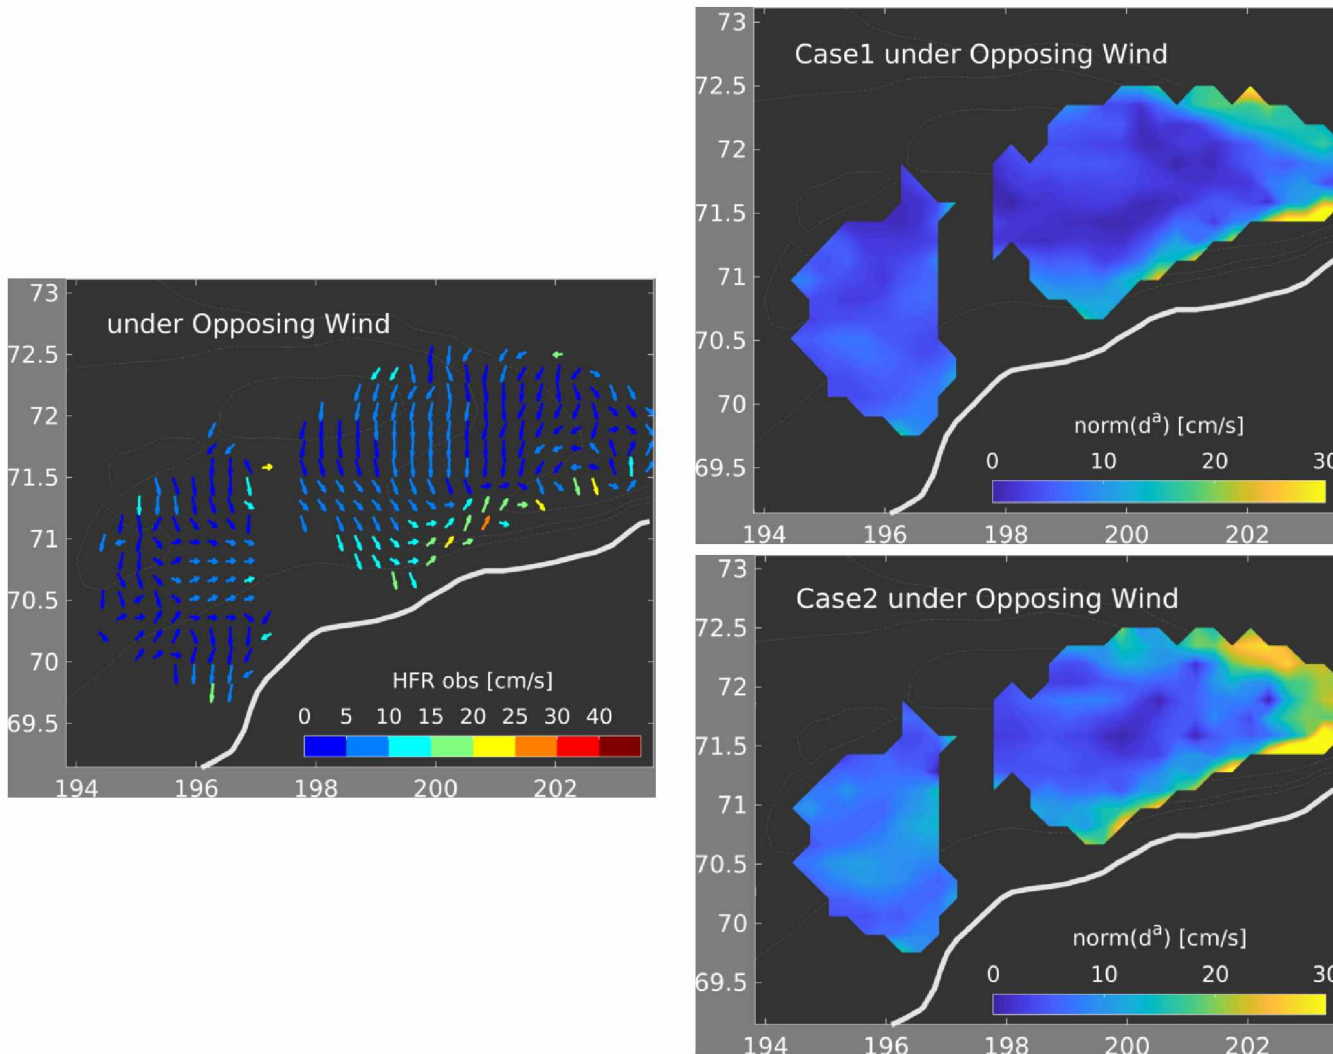 under Opposing Wind
73
72.5
72
71.5
71
70.5
70
69.5
HFR obs [cm/s]
0 5 10 15 20 25 30 40
194 196 198 200 202
Case1 under Opposing Wind
73
72.5
72
71.5
71
70.5
70
69.5
norm(dᵃ) [cm/s]
0 10 20 30
194 196 198 200 202
Case2 under Opposing Wind
73
72.5
72
71.5
71
70.5
70
69.5
norm(dᵃ) [cm/s]
0 10 20 30
194 196 198 200 202